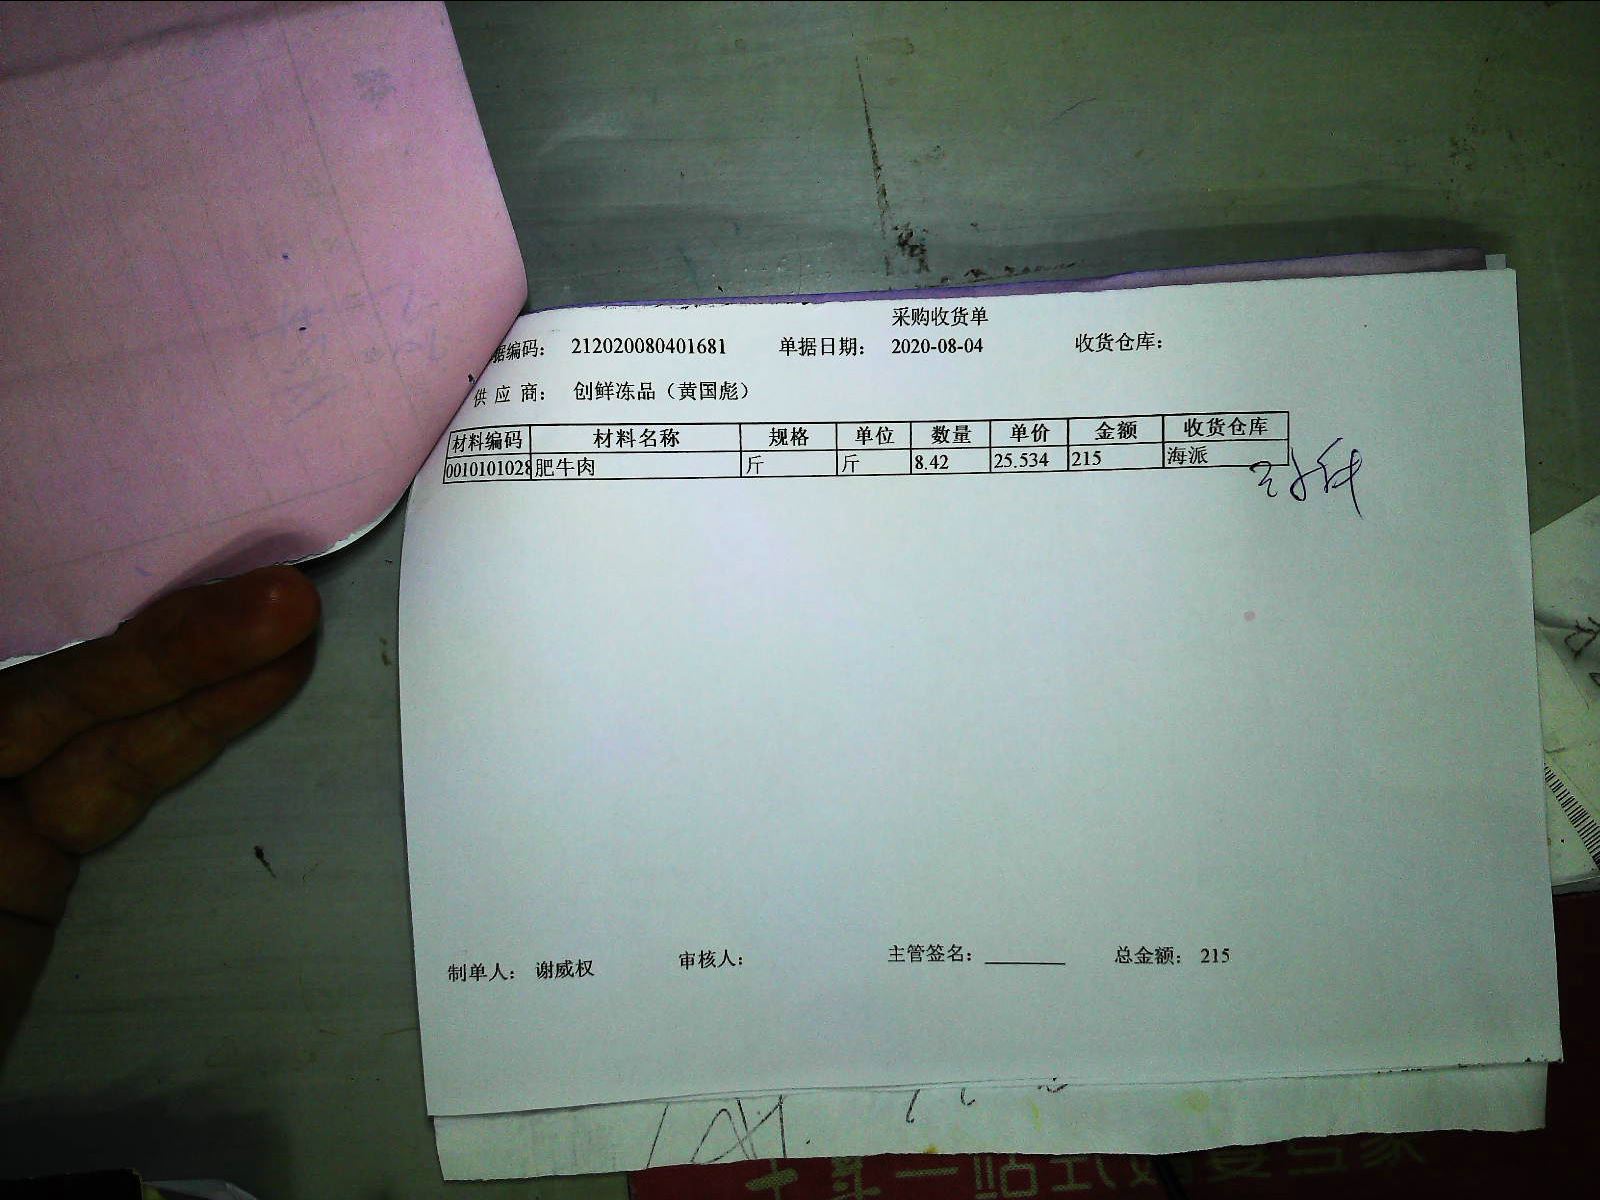 采购收货单
据编码： 212020080401681 单据日期： 2020-08-04 收货仓库：
供应商： 创鲜冻品（黄国彪）
材料编码 材料名称 规格 单位 数量 单价 金额 收货仓库
0010101028 肥牛肉 斤 斤 8.42 25.534 215 海派
制单人： 谢威权 审核人： 主管签名： 总金额： 215